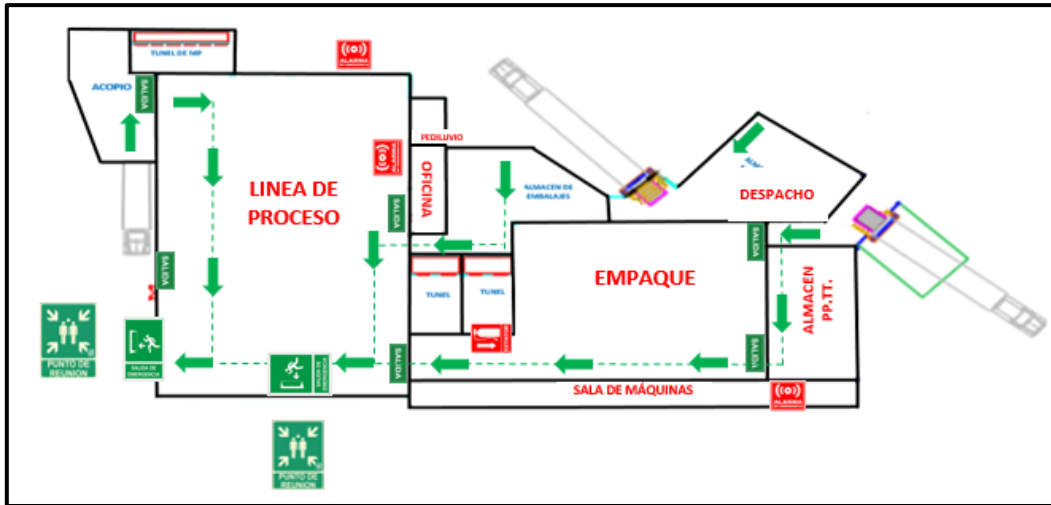 TUNEL DE MP
ALARMA
ACOPIO
SALIDA
PEDILUVIO
OFICINA
LINEA DE
PROCESO
ALMACEN DE
EMBALAJES
DESPACHO
SALIDA
SALIDA
EMPAQUE
SALIDA
TUNEL
TUNEL
ALMACEN
PP.TT.
PUNTO DE
REUNION
SALIDA DE
EMERGENCIA
SALIDA
SALIDA
SALA DE MÁQUINAS
ALARMA
PUNTO DE
REUNION